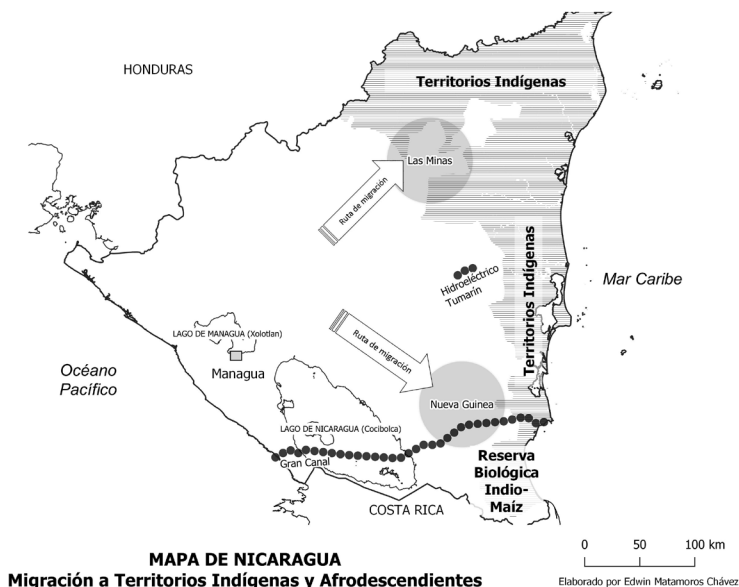 HONDURAS
Territorios Indígenas
Las Minas
Ruta de migración
Territorios Indígenas
Hidroeléctrico
Tumarín
Mar Caribe
LAGO DE MANAGUA (Xolotlan)
Ruta de migración
Océano
Pacífico
Managua
Nueva Guinea
LAGO DE NICARAGUA (Cocibolca)
Gran Canal
Reserva
Biológica
Indio-
Maíz
COSTA RICA
0 50 100 km
MAPA DE NICARAGUA
Migración a Territorios Indígenas y Afrodescendientes
Elaborado por Edwin Matamoros Chávez